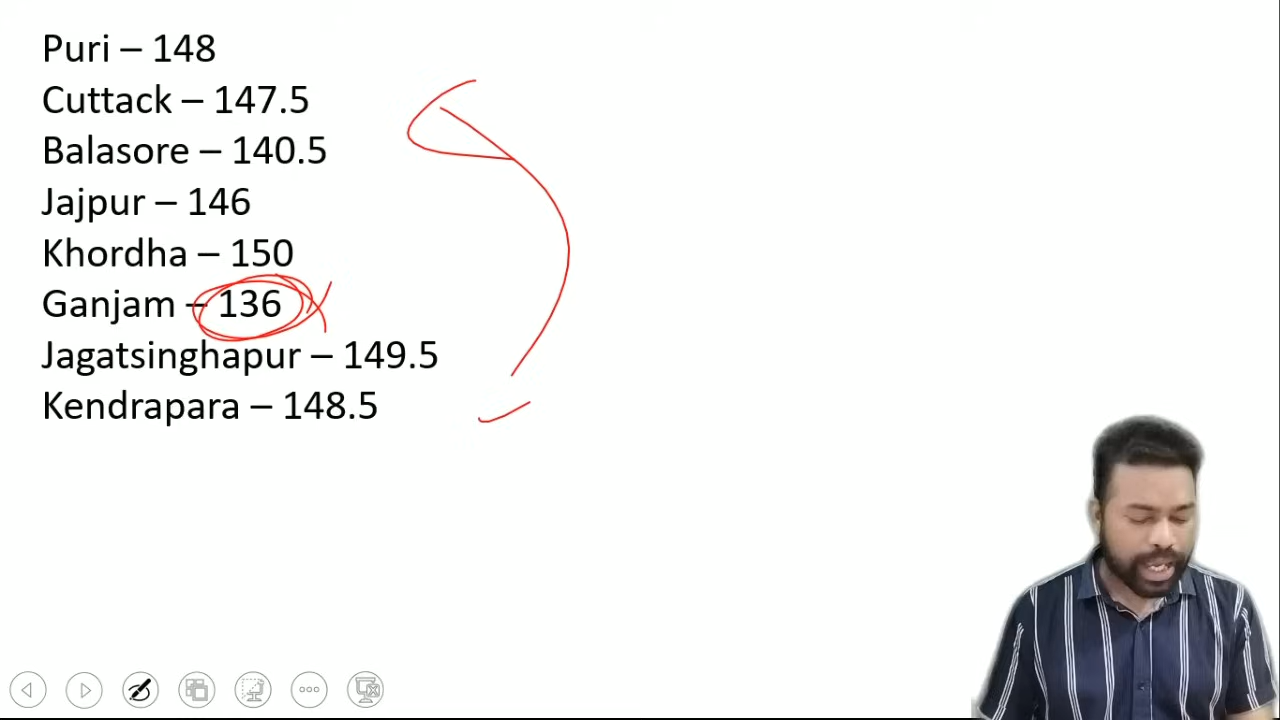 Puri – 148
Cuttack – 147.5
Balasore – 140.5
Jajpur – 146
Khordha – 150
Ganjam – 136
Jagatsinghapur – 149.5
Kendrapara – 148.5